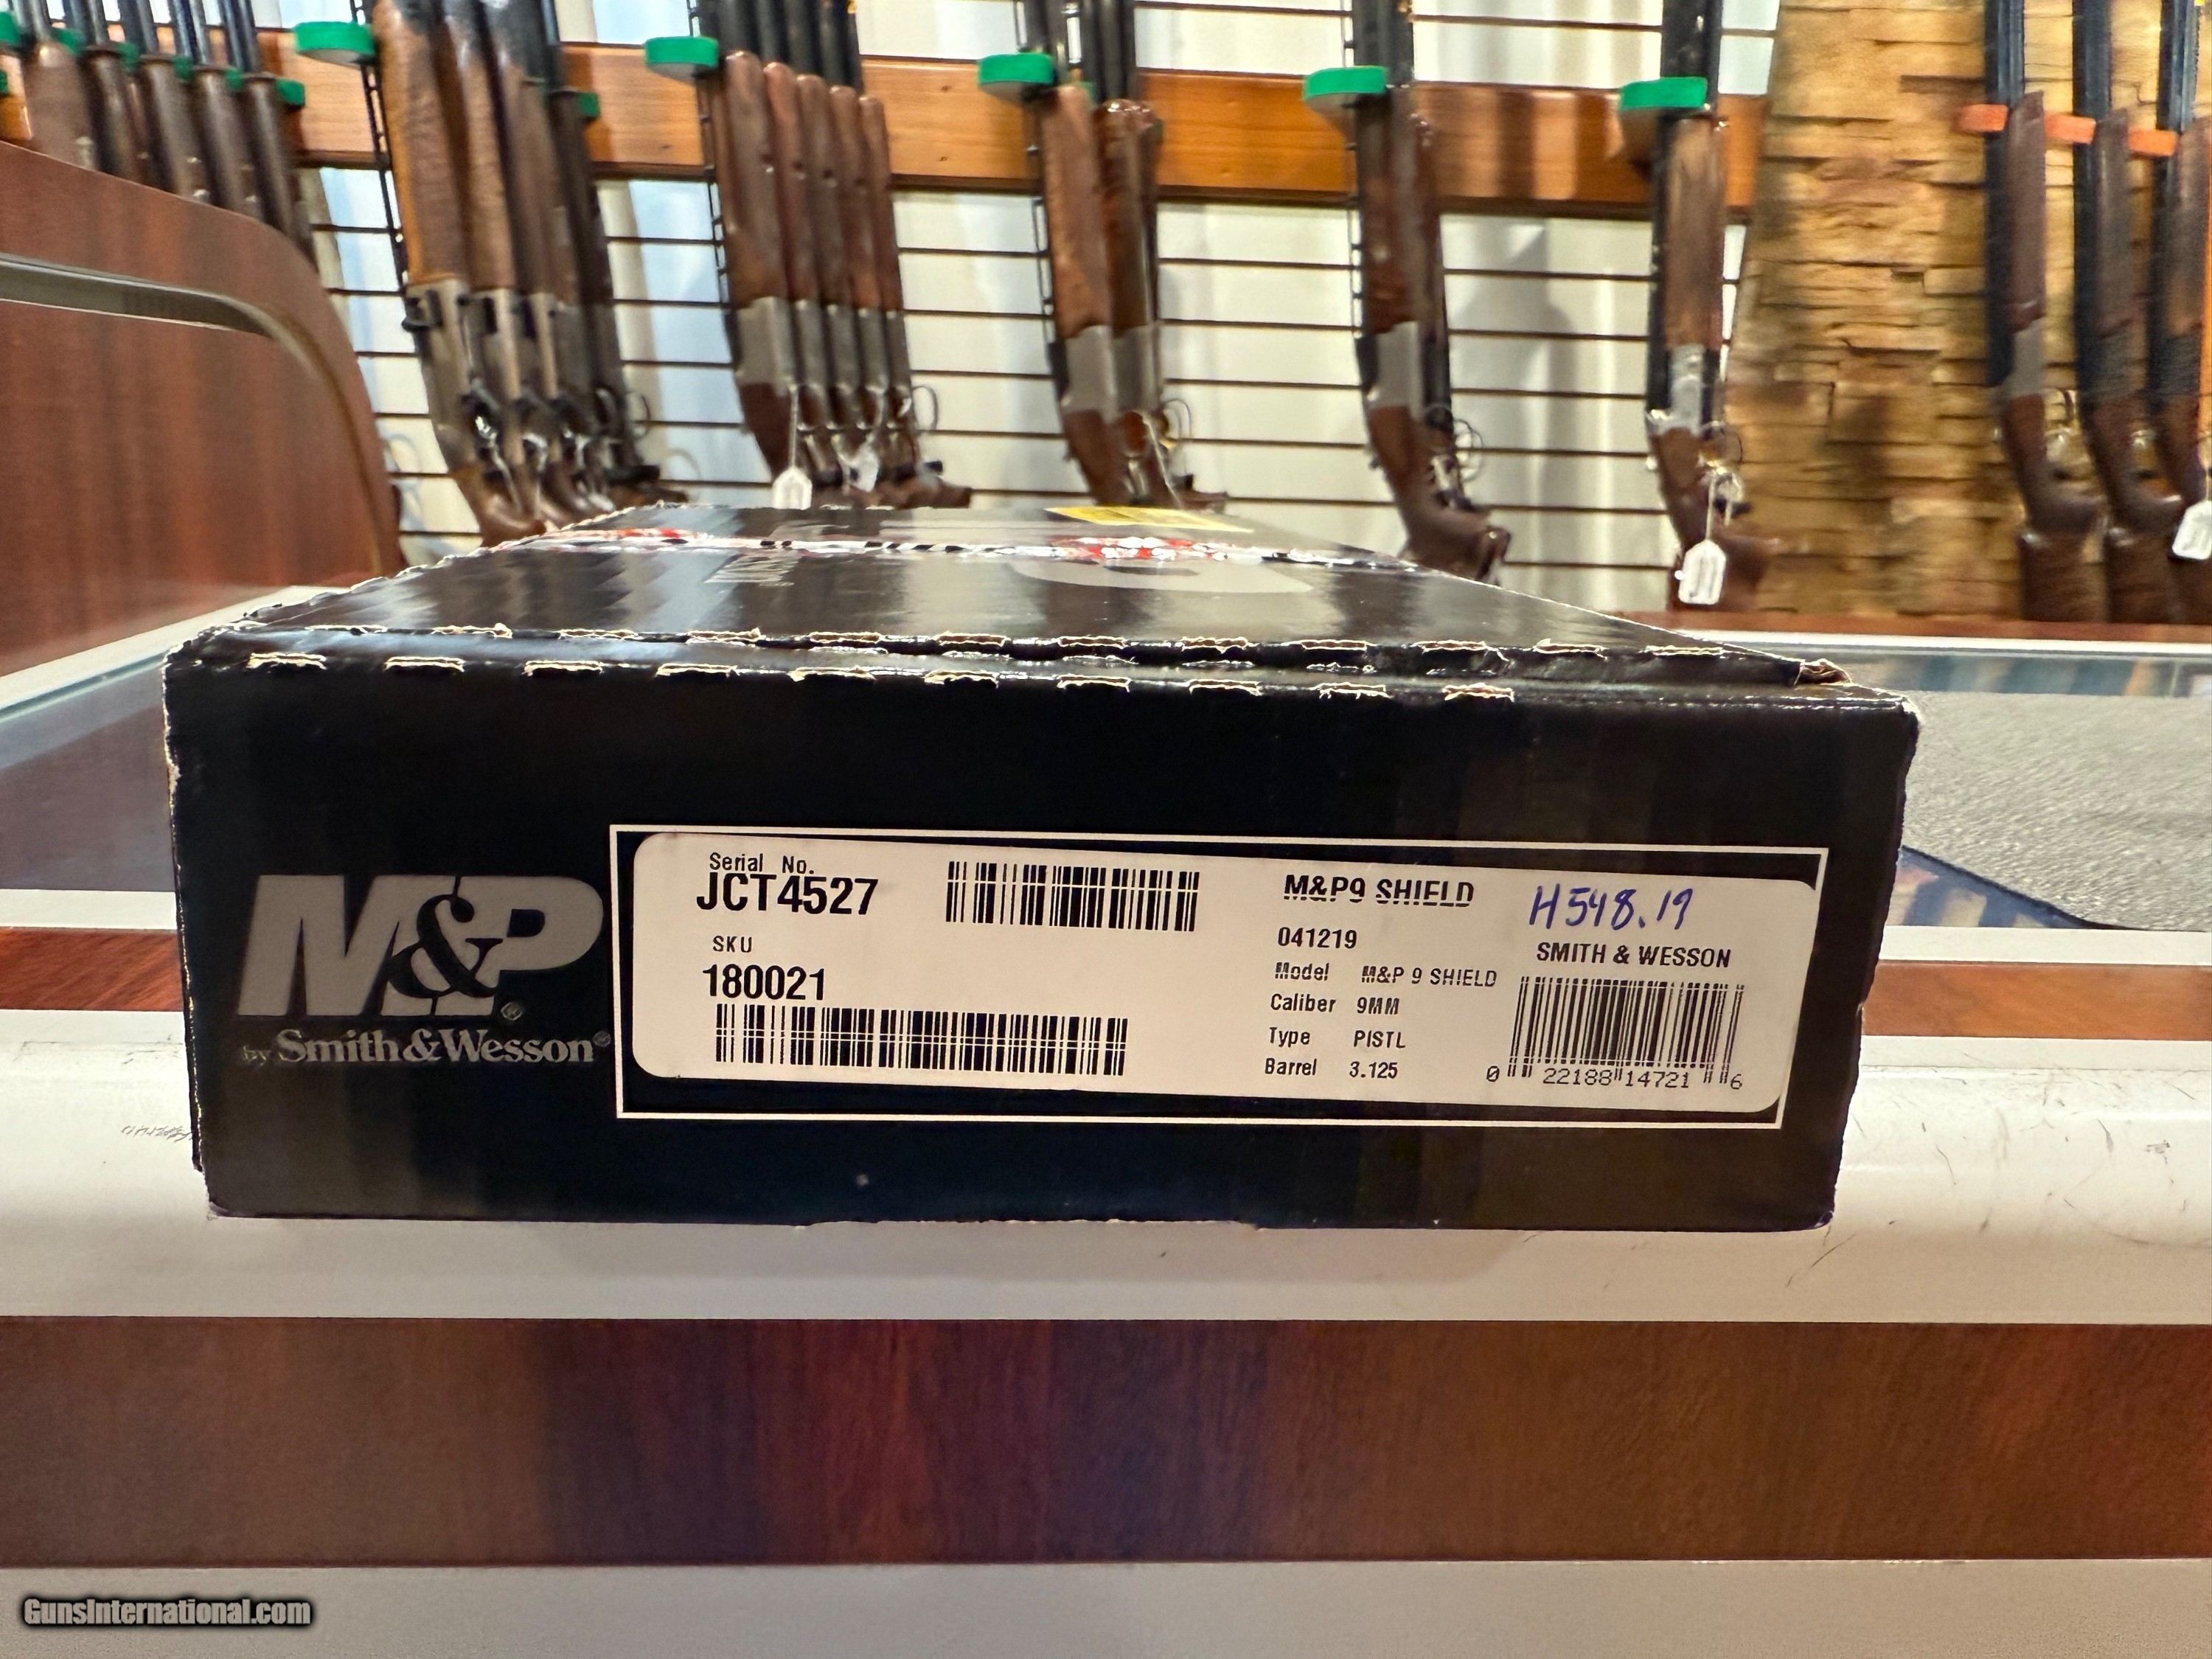 M&P®
by Smith&Wesson®
Serial No.
JCT4527
SKU
180021
M&P9 SHIELD
041219
Model M&P 9 SHIELD
Caliber 9MM
Type PISTL
Barrel 3.125
H548.19
SMITH & WESSON
0 22188 14721 6
GunsInternational.com